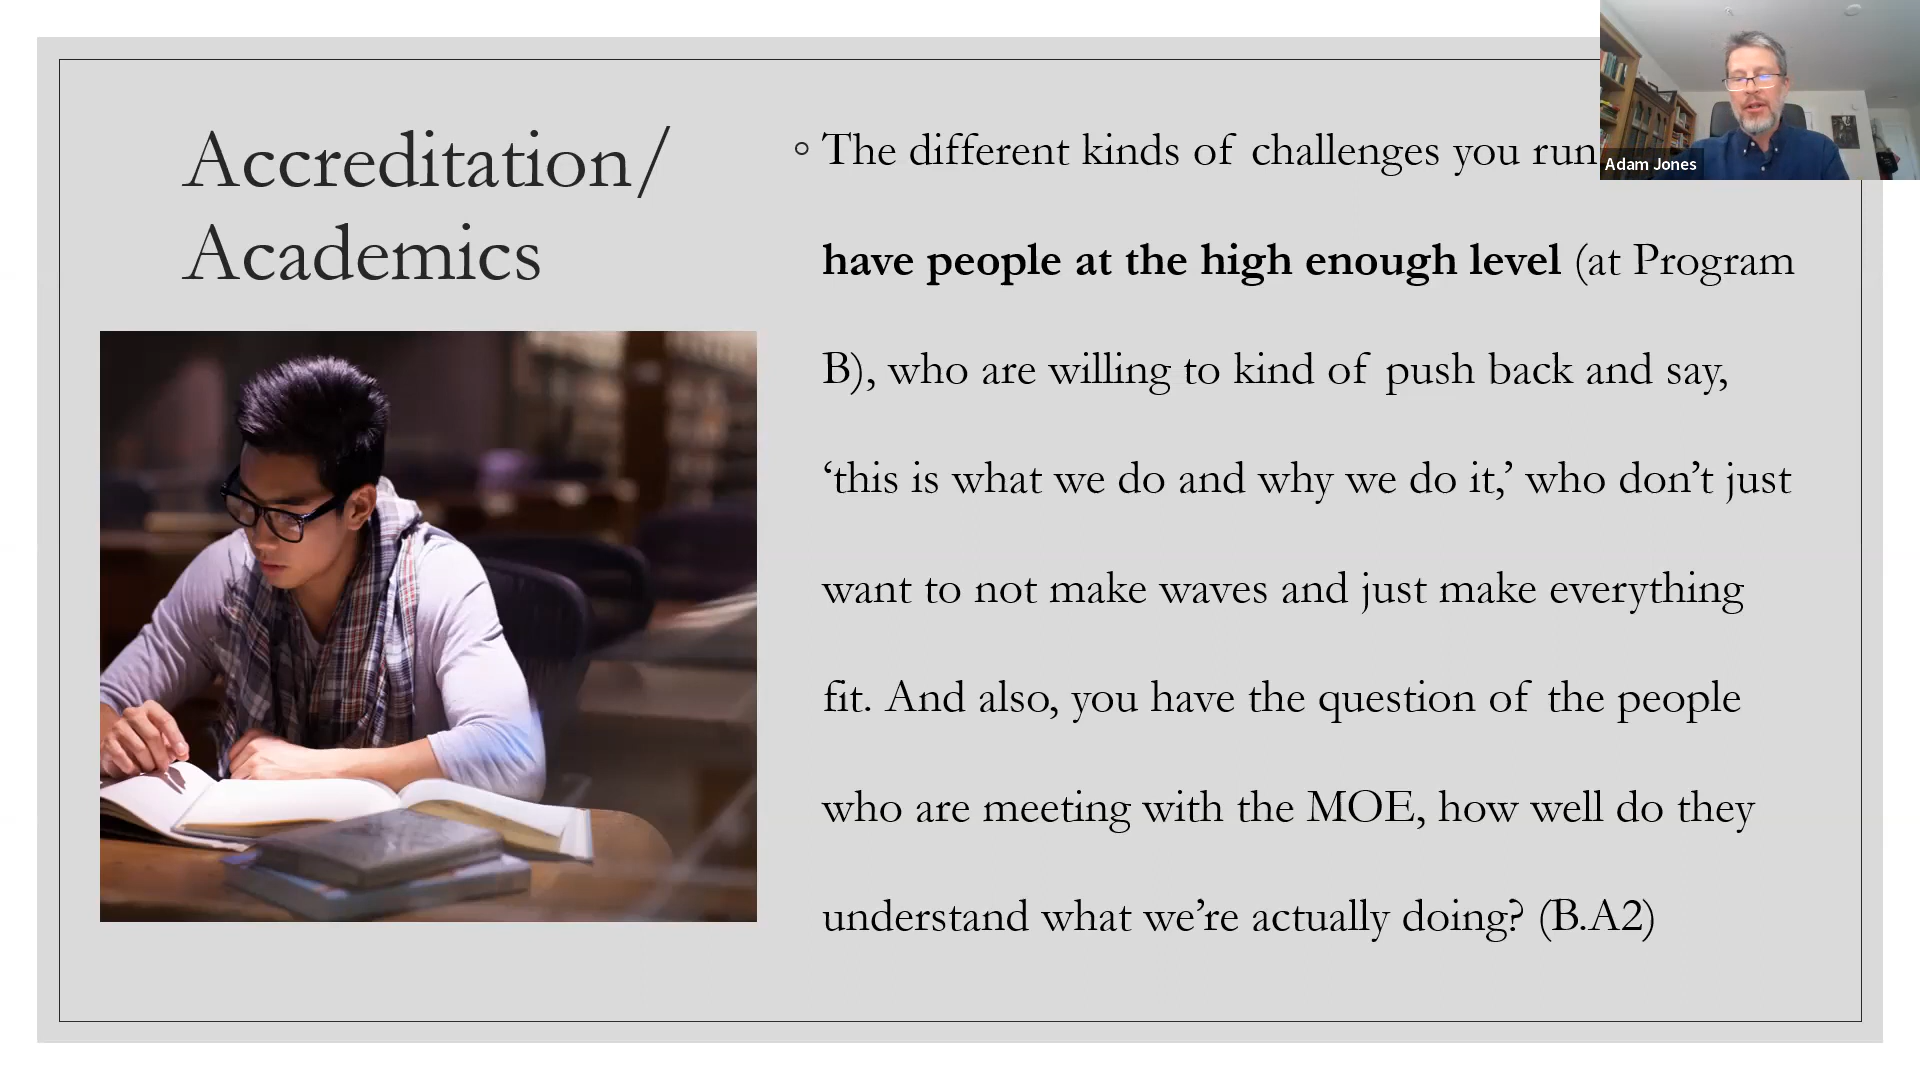 Accreditation/
Academics
The different kinds of challenges you run
have people at the high enough level (at Program
B), who are willing to kind of push back and say,
‘this is what we do and why we do it,’ who don’t just
want to not make waves and just make everything
fit. And also, you have the question of the people
who are meeting with the MOE, how well do they
understand what we’re actually doing? (B.A2)
Adam Jones